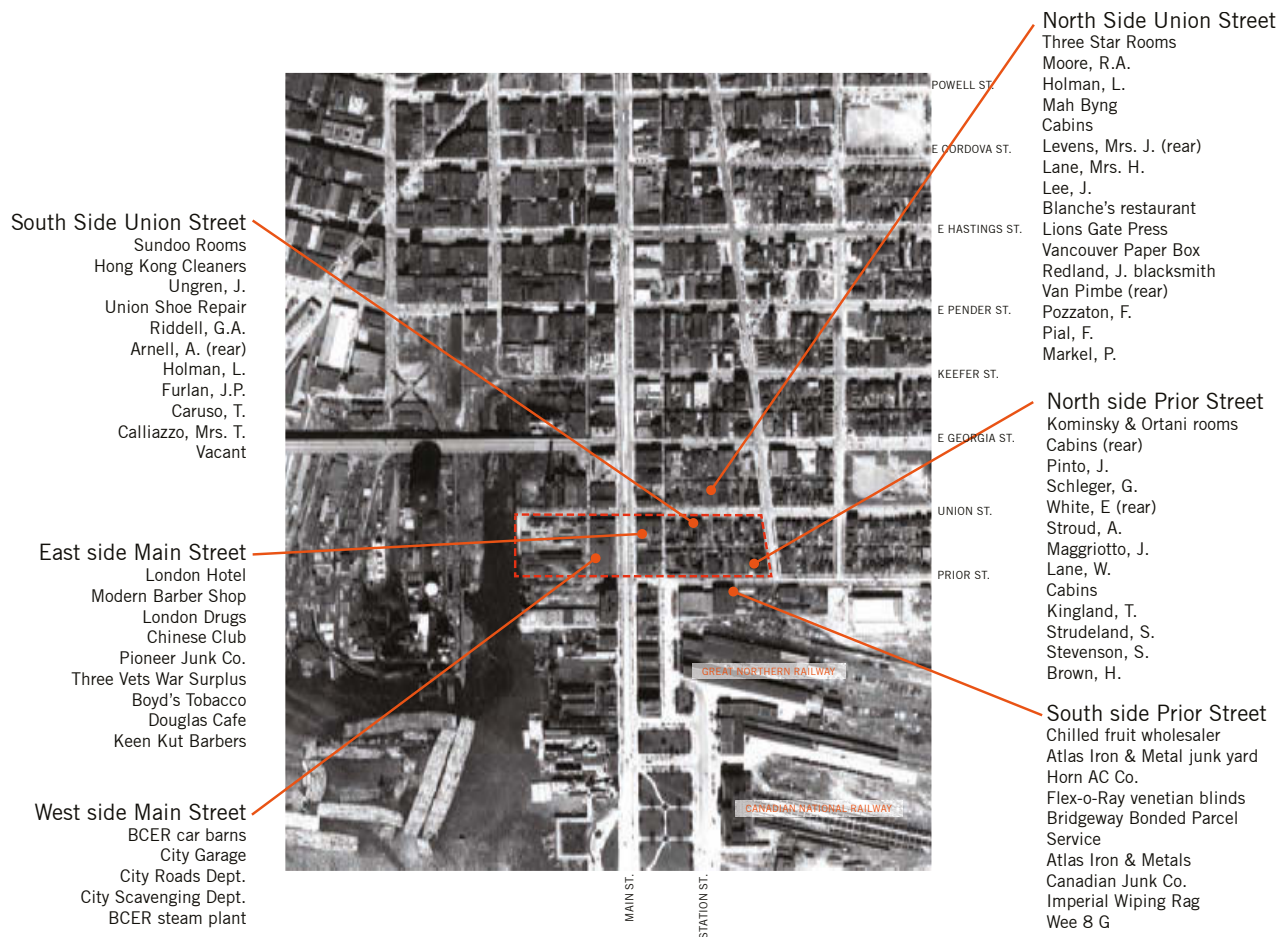 North Side Union Street
Three Star Rooms
Moore, R.A.
Holman, L.
Mah Byng
Cabins
Levens, Mrs. J. (rear)
Lane, Mrs. H.
Lee, J.
Blanche's restaurant
Lions Gate Press
Vancouver Paper Box
Redland, J. blacksmith
Van Pimbe (rear)
Pozzaton, F.
Pial, F.
Markel, P.
South Side Union Street
Sundoo Rooms
Hong Kong Cleaners
Ungren, J.
Union Shoe Repair
Riddell, G.A.
Arnell, A. (rear)
Holman, L.
Furlan, J.P.
Caruso, T.
Calliazzo, Mrs. T.
Vacant
East side Main Street
London Hotel
Modern Barber Shop
London Drugs
Chinese Club
Pioneer Junk Co.
Three Vets War Surplus
Boyd's Tobacco
Douglas Cafe
Keen Kut Barbers
West side Main Street
BCER car barns
City Garage
City Roads Dept.
City Scavenging Dept.
BCER steam plant
POWELL ST.
E CORDOVA ST.
E HASTINGS ST.
E PENDER ST.
KEEFER ST.
E GEORGIA ST.
UNION ST.
PRIOR ST.
GREAT NORTHERN RAILWAY
CANADIAN NATIONAL RAILWAY
MAIN ST.
STATION ST.
North side Prior Street
Kominsky & Ortani rooms
Cabins (rear)
Pinto, J.
Schleger, G.
White, E (rear)
Stroud, A.
Maggriotto, J.
Lane, W.
Cabins
Kingland, T.
Strudeland, S.
Stevenson, S.
Brown, H.
South side Prior Street
Chilled fruit wholesaler
Atlas Iron & Metal junk yard
Horn AC Co.
Flex-o-Ray venetian blinds
Bridgeway Bonded Parcel
Service
Atlas Iron & Metals
Canadian Junk Co.
Imperial Wiping Rag
Wee 8 G